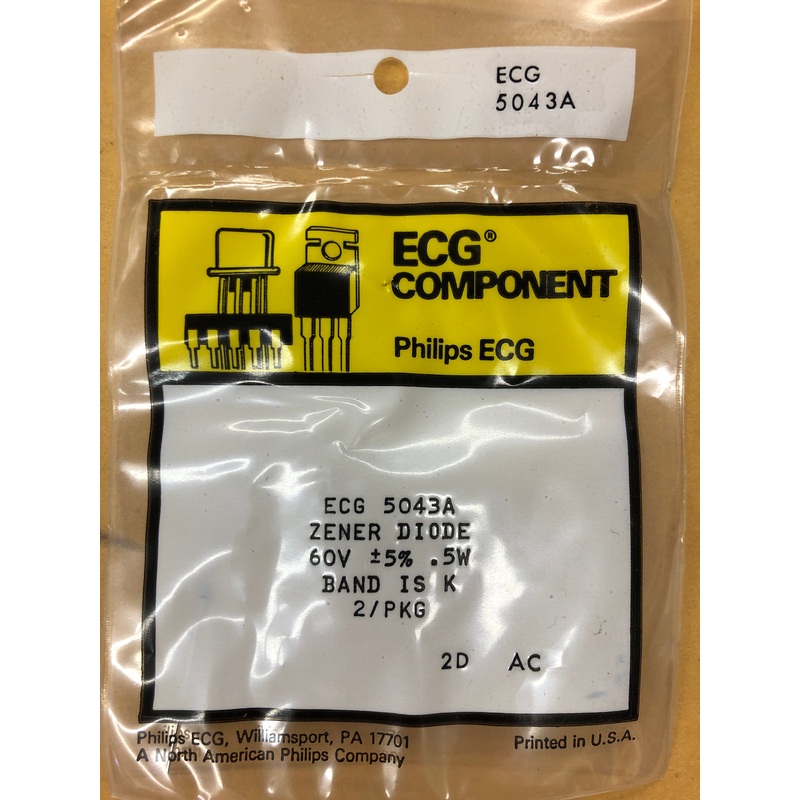 ECG
5043A
ECG®
COMPONENT
Philips ECG
ECG 5043A
ZENER DIODE
60V ±5% .5W
BAND IS K
2/PKG
2D AC
Philips ECG, Williamsport, PA 17701
A North American Philips Company
Printed in U.S.A.